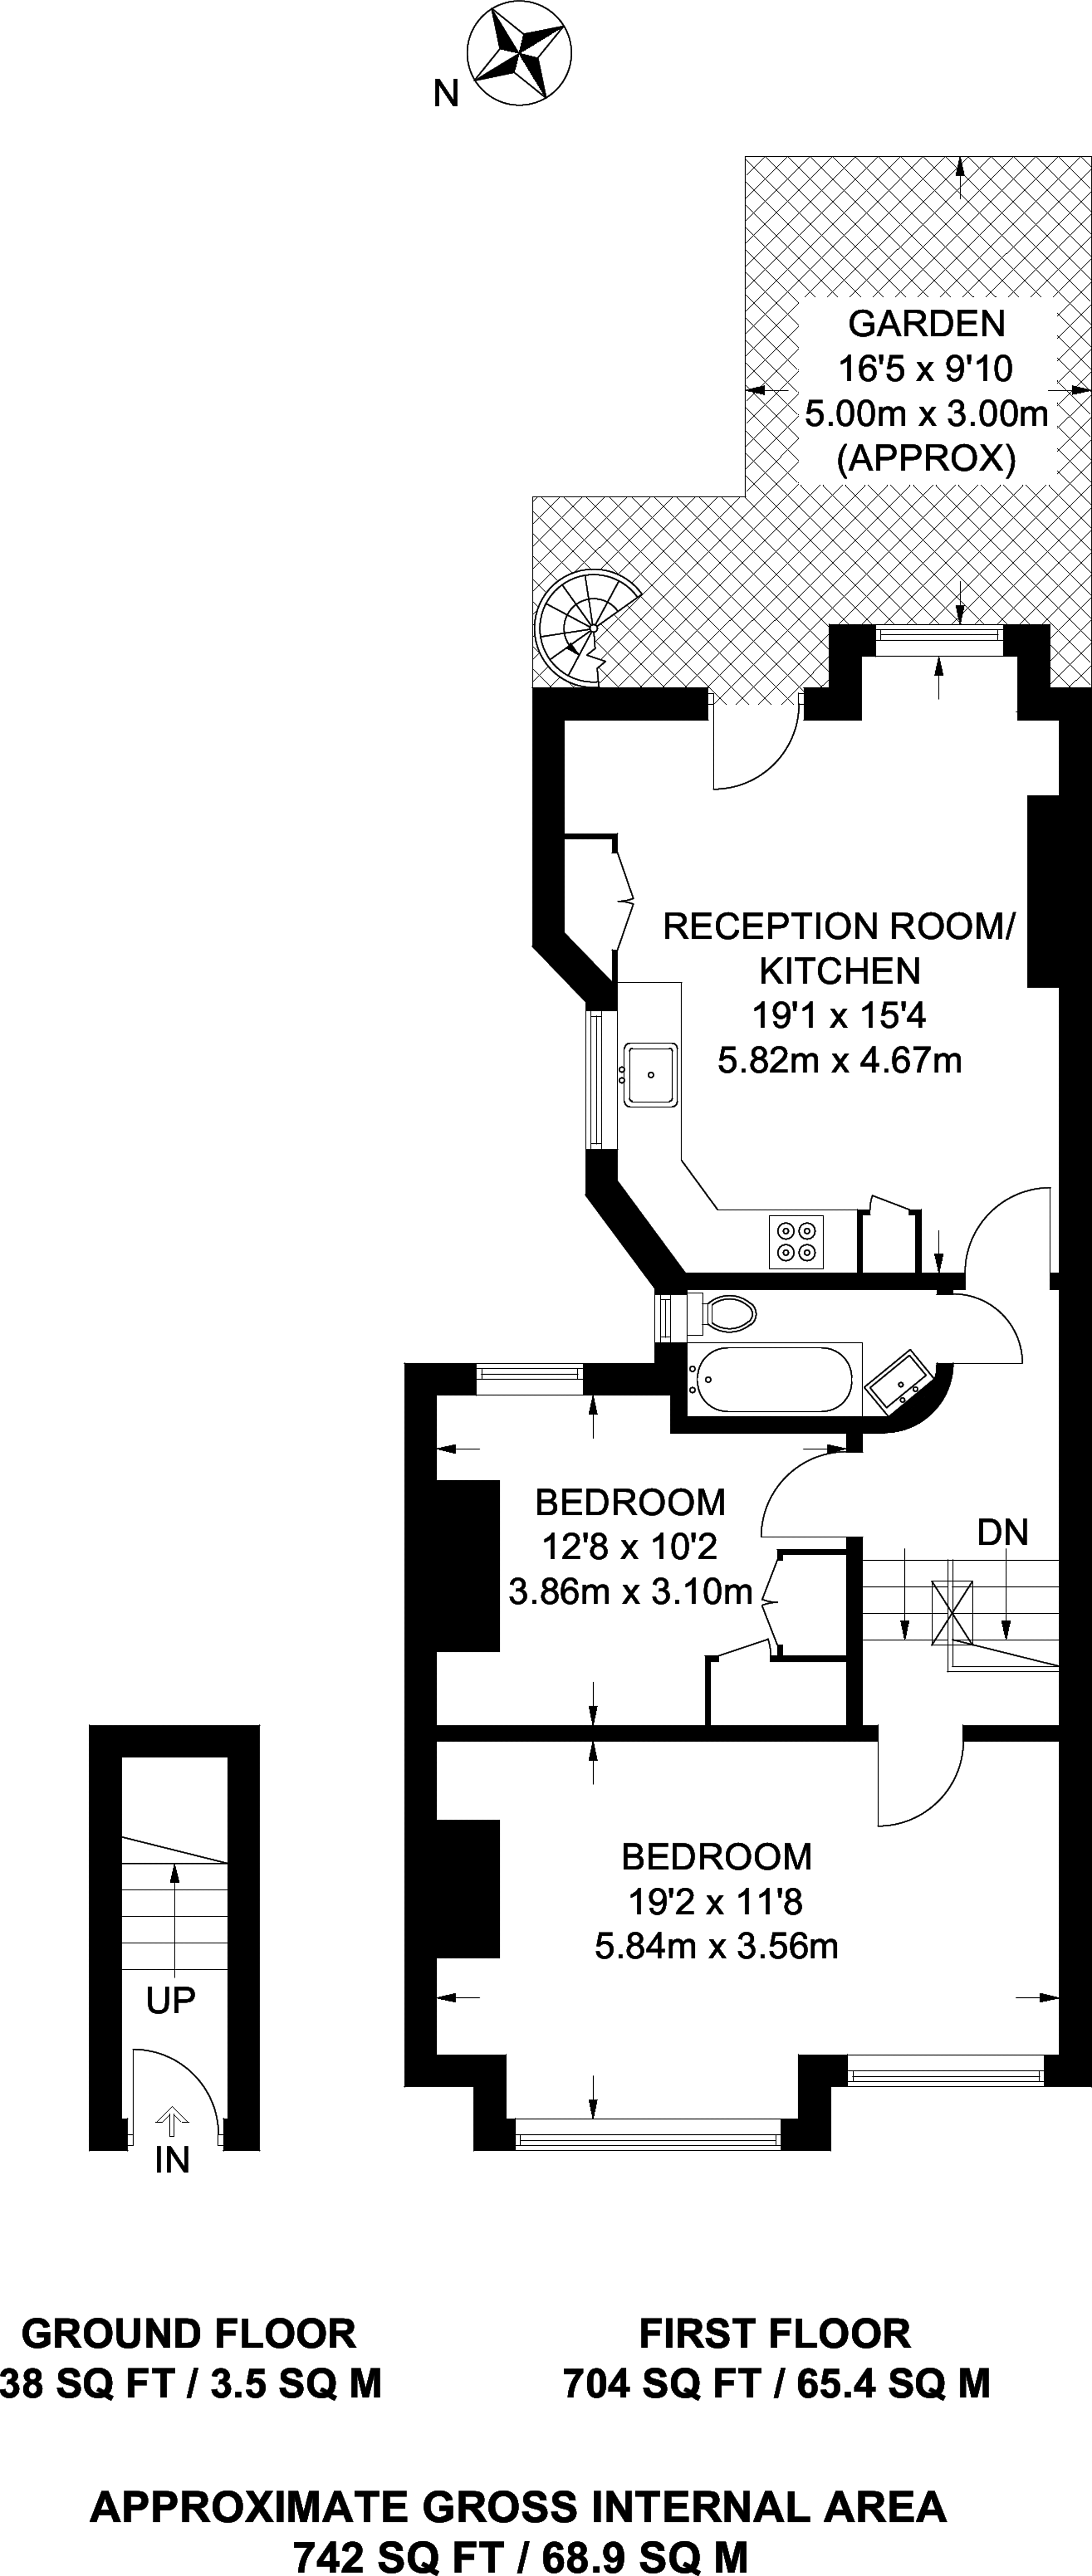 N
GARDEN
16'5 x 9'10
5.00m x 3.00m
(APPROX)
RECEPTION ROOM/
KITCHEN
19'1 x 15'4
5.82m x 4.67m
BEDROOM
12'8 x 10'2
3.86m x 3.10m
DN
BEDROOM
19'2 x 11'8
5.84m x 3.56m
UP
IN
GROUND FLOOR
38 SQ FT / 3.5 SQ M
FIRST FLOOR
704 SQ FT / 65.4 SQ M
APPROXIMATE GROSS INTERNAL AREA
742 SQ FT / 68.9 SQ M